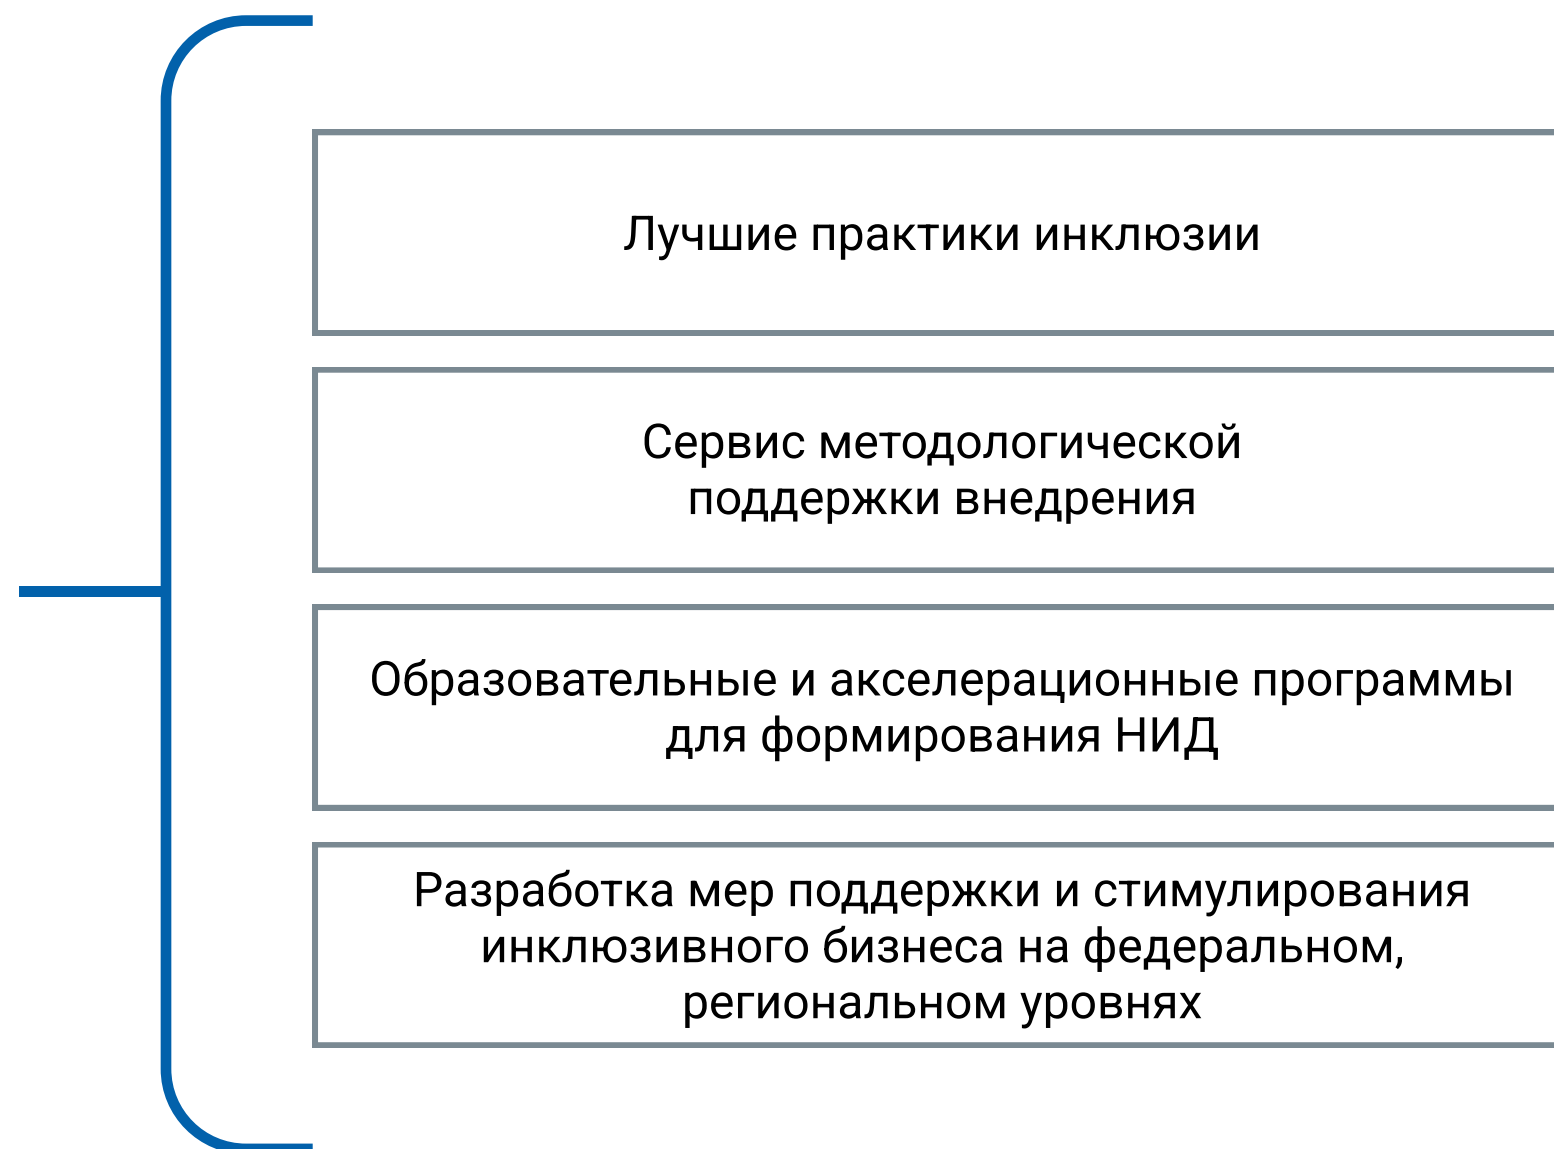 Лучшие практики инклюзии
Сервис методологической
поддержки внедрения
Образовательные и акселерационные программы
для формирования НИД
Разработка мер поддержки и стимулирования
инклюзивного бизнеса на федеральном,
региональном уровнях